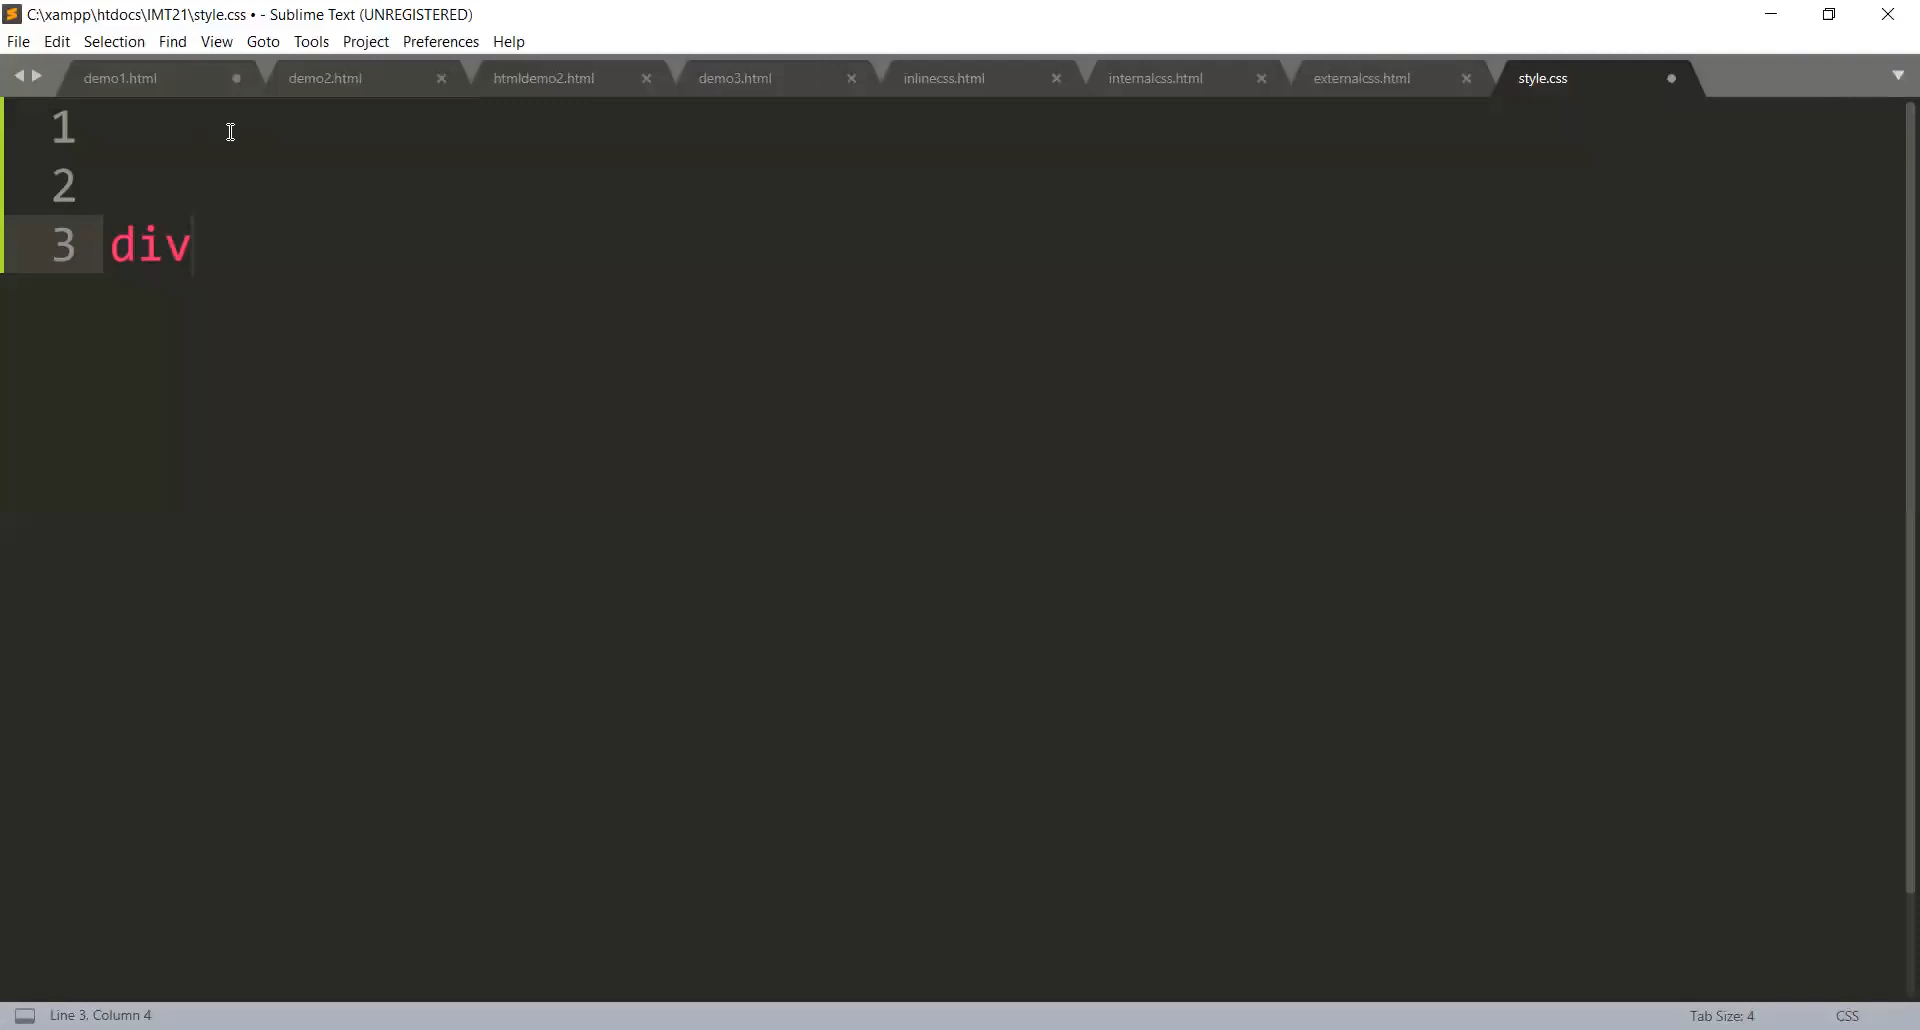 C:\xampp\htdocs\IMT21\style.css • - Sublime Text (UNREGISTERED)
File Edit Selection Find View Goto Tools Project Preferences Help
demo1.html demo2.html htmldemo2.html demo3.html inlinecss.html internalcss.html externalcss.html style.css
1
2
3 div
Line 3, Column 4 Tab Size: 4 CSS